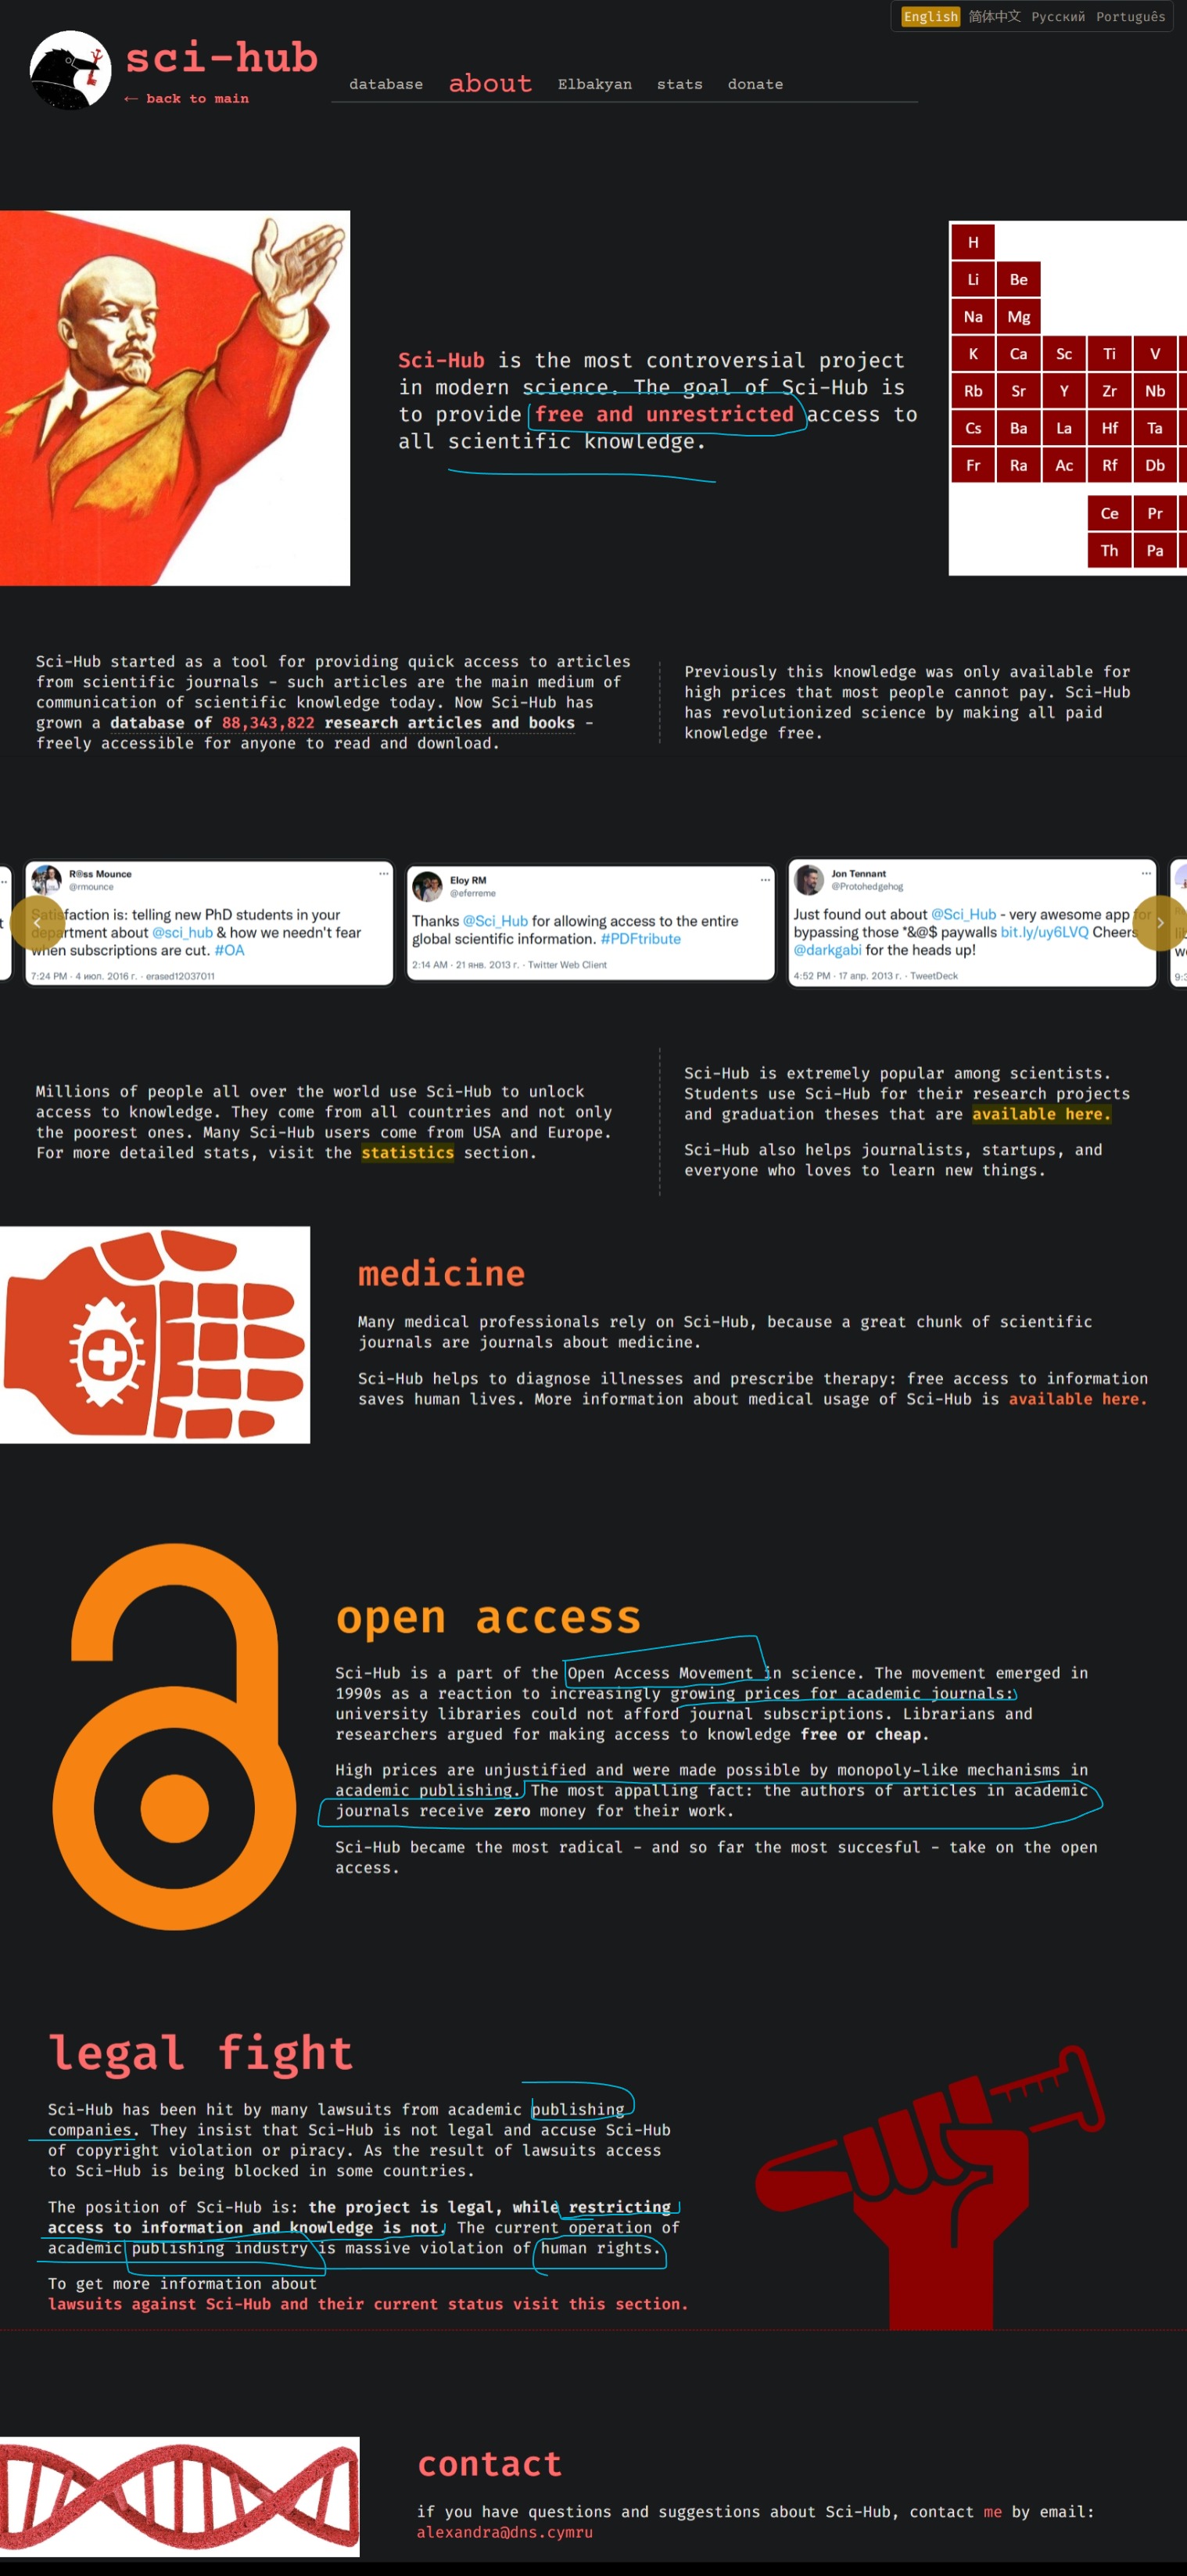 English 简体中文 Русский Português
sci-hub
← back to main
database about Elbakyan stats donate
Sci-Hub is the most controversial project
in modern science. The goal of Sci-Hub is
to provide free and unrestricted access to
all scientific knowledge.
H
Li Be
Na Mg
K Ca Sc Ti V
Rb Sr Y Zr Nb
Cs Ba La Hf Ta
Fr Ra Ac Rf Db
Ce Pr
Th Pa
Sci-Hub started as a tool for providing quick access to articles
from scientific journals - such articles are the main medium of
communication of scientific knowledge today. Now Sci-Hub has
grown a database of 88,343,822 research articles and books -
freely accessible for anyone to read and download.
Previously this knowledge was only available for
high prices that most people cannot pay. Sci-Hub
has revolutionized science by making all paid
knowledge free.
R®ss Mounce
@rmounce
Satisfaction is: telling new PhD students in your
department about @sci_hub & how we needn't fear
when subscriptions are cut. #OA
7:24 PM · 4 июл. 2016 г. · erased12037011
Eloy RM
@eferreme
Thanks @Sci_Hub for allowing access to the entire
global scientific information. #PDFtribute
2:14 AM · 21 янв. 2013 г. · Twitter Web Client
Jon Tennant
@Protohedgehog
Just found out about @Sci_Hub - very awesome app for
bypassing those *&@$ paywalls bit.ly/uy6LVQ Cheers
@darkgabi for the heads up!
4:52 PM · 17 апр. 2013 г. · TweetDeck
Millions of people all over the world use Sci-Hub to unlock
access to knowledge. They come from all countries and not only
the poorest ones. Many Sci-Hub users come from USA and Europe.
For more detailed stats, visit the statistics section.
Sci-Hub is extremely popular among scientists.
Students use Sci-Hub for their research projects
and graduation theses that are available here.
Sci-Hub also helps journalists, startups, and
everyone who loves to learn new things.
medicine
Many medical professionals rely on Sci-Hub, because a great chunk of scientific
journals are journals about medicine.
Sci-Hub helps to diagnose illnesses and prescribe therapy: free access to information
saves human lives. More information about medical usage of Sci-Hub is available here.
open access
Sci-Hub is a part of the Open Access Movement in science. The movement emerged in
1990s as a reaction to increasingly growing prices for academic journals:
university libraries could not afford journal subscriptions. Librarians and
researchers argued for making access to knowledge free or cheap.
High prices are unjustified and were made possible by monopoly-like mechanisms in
academic publishing. The most appalling fact: the authors of articles in academic
journals receive zero money for their work.
Sci-Hub became the most radical - and so far the most succesful - take on the open
access.
legal fight
Sci-Hub has been hit by many lawsuits from academic publishing
companies. They insist that Sci-Hub is not legal and accuse Sci-Hub
of copyright violation or piracy. As the result of lawsuits access
to Sci-Hub is being blocked in some countries.
The position of Sci-Hub is: the project is legal, while restricting
access to information and knowledge is not. The current operation of
academic publishing industry is massive violation of human rights.
To get more information about
lawsuits against Sci-Hub and their current status visit this section.
contact
if you have questions and suggestions about Sci-Hub, contact me by email:
alexandra@dns.cymru